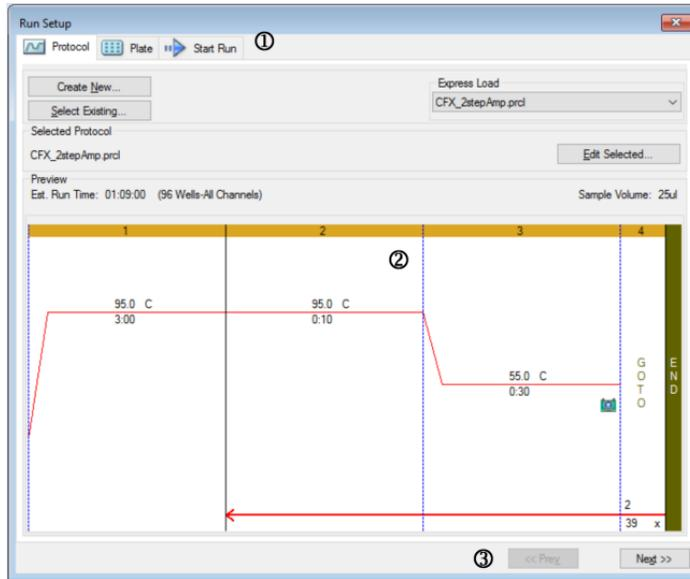 Run Setup
Protocol Plate Start Run ①
Create New...
Express Load
CFX_2stepAmp.prcl
Select Existing...
Selected Protocol
CFX_2stepAmp.prcl
Edit Selected...
Preview
Est. Run Time: 01:09:00 (96 Wells-All Channels) Sample Volume: 25ul
1 2 3 4
②
95.0 C 95.0 C
3:00 0:10
55.0 C
0:30
GOTO
END
2
39 x
③ << Prev Next >>